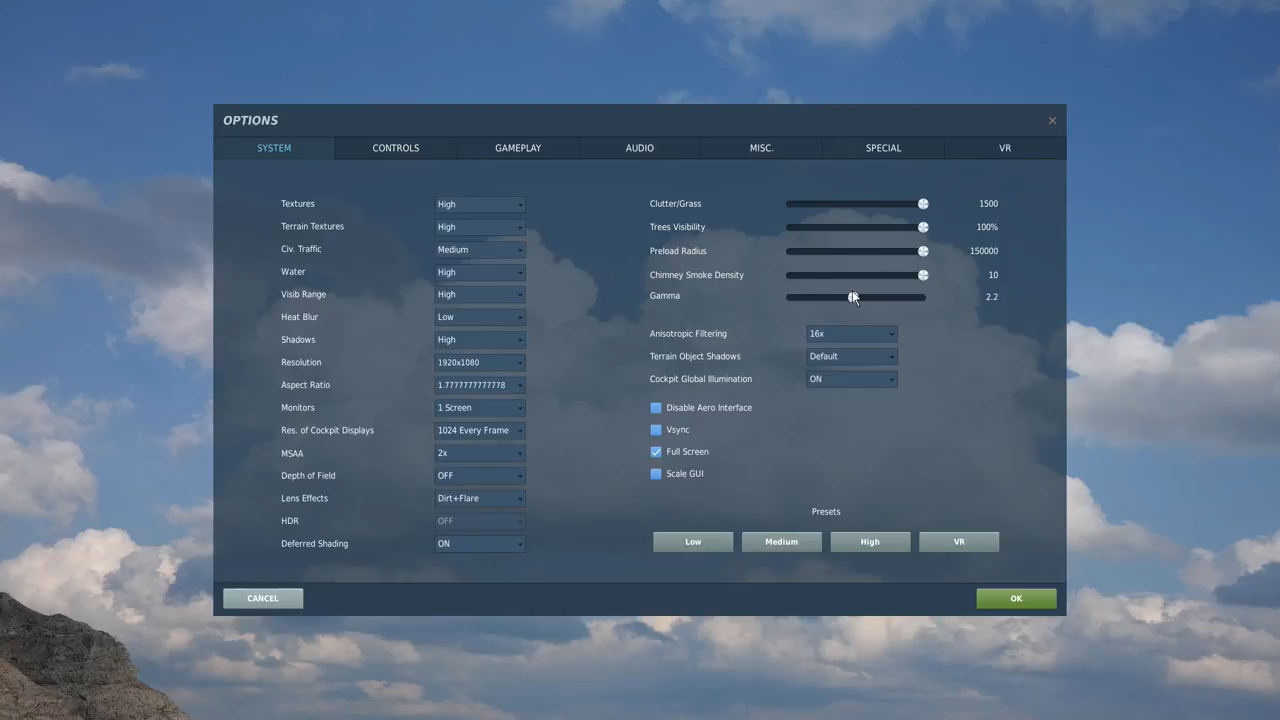 OPTIONS
SYSTEM CONTROLS GAMEPLAY AUDIO MISC. SPECIAL VR
Textures High
Terrain Textures High
Civ. Traffic Medium
Water High
Visib Range High
Heat Blur Low
Shadows High
Resolution 1920x1080
Aspect Ratio 1.7777777777778
Monitors 1 Screen
Res. of Cockpit Displays 1024 Every Frame
MSAA 2x
Depth of Field OFF
Lens Effects Dirt+Flare
HDR OFF
Deferred Shading ON
Clutter/Grass 1500
Trees Visibility 100%
Preload Radius 150000
Chimney Smoke Density 10
Gamma 2.2
Anisotropic Filtering 16x
Terrain Object Shadows Default
Cockpit Global Illumination ON
Disable Aero Interface
Vsync
Full Screen
Scale GUI
Presets
Low Medium High VR
CANCEL OK